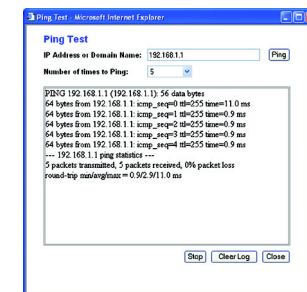 Ping Test - Microsoft Internet Explorer
Ping Test
IP Address or Domain Name: 192.168.1.1 Ping
Number of times to Ping: 5
PING 192.168.1.1 (192.168.1.1): 56 data bytes
64 bytes from 192.168.1.1: icmp_seq=0 ttl=255 time=11.0 ms
64 bytes from 192.168.1.1: icmp_seq=1 ttl=255 time=0.9 ms
64 bytes from 192.168.1.1: icmp_seq=2 ttl=255 time=0.9 ms
64 bytes from 192.168.1.1: icmp_seq=3 ttl=255 time=0.9 ms
64 bytes from 192.168.1.1: icmp_seq=4 ttl=255 time=0.9 ms
--- 192.168.1.1 ping statistics ---
5 packets transmitted, 5 packets received, 0% packet loss
round-trip min/avg/max = 0.9/2.9/11.0 ms
Stop Clear Log Close